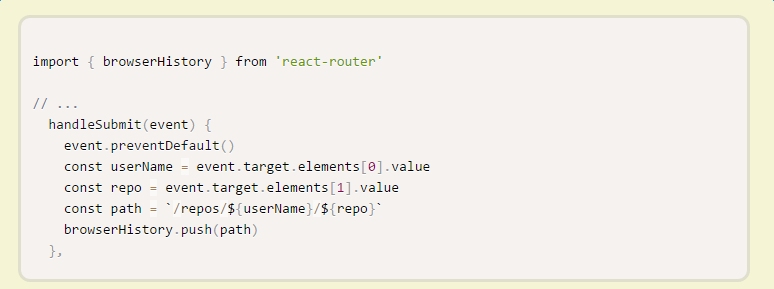 import { browserHistory } from 'react-router'
// ...
handleSubmit(event) {
event.preventDefault()
const userName = event.target.elements[0].value
const repo = event.target.elements[1].value
const path = `/repos/${userName}/${repo}`
browserHistory.push(path)
},